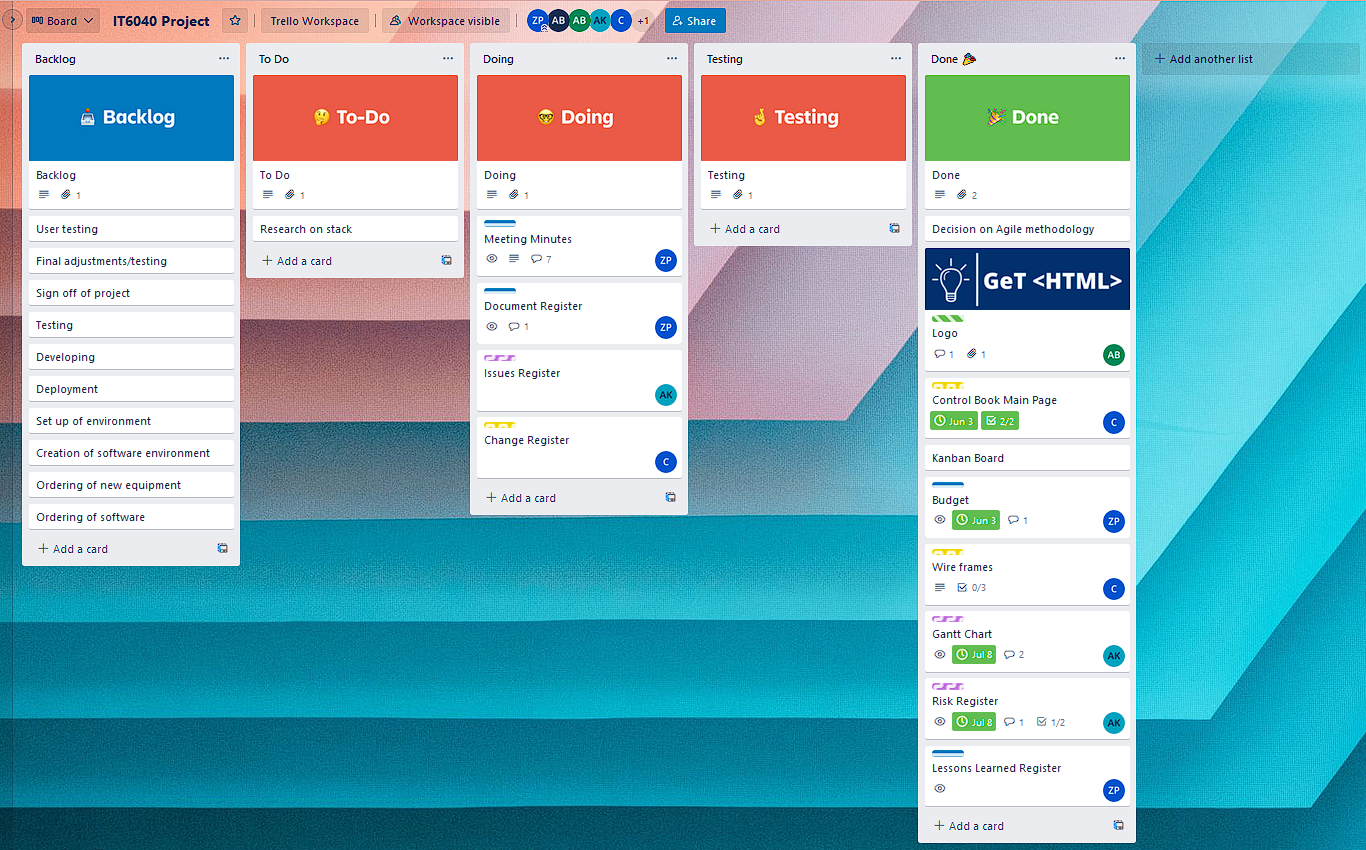 Board
IT6040 Project
Trello Workspace
Workspace visible
ZP
AB
AB
AK
C
+1
Share
Backlog
Backlog
Backlog
1
User testing
Final adjustments/testing
Sign off of project
Testing
Developing
Deployment
Set up of environment
Creation of software environment
Ordering of new equipment
Ordering of software
Add a card
To Do
To-Do
To Do
1
Research on stack
Add a card
Doing
Doing
Doing
1
Meeting Minutes
7
ZP
Document Register
1
ZP
Issues Register
AK
Change Register
C
Add a card
Testing
Testing
Testing
1
Add a card
Done
Done
Done
2
Decision on Agile methodology
GeT <HTML>
Logo
1 1
AB
Control Book Main Page
Jun 3 2/2
C
Kanban Board
Budget
Jun 3 1
ZP
Wire frames
0/3
C
Gantt Chart
Jul 8 2
AK
Risk Register
Jul 8 1 1/2
AK
Lessons Learned Register
ZP
Add a card
Add another list